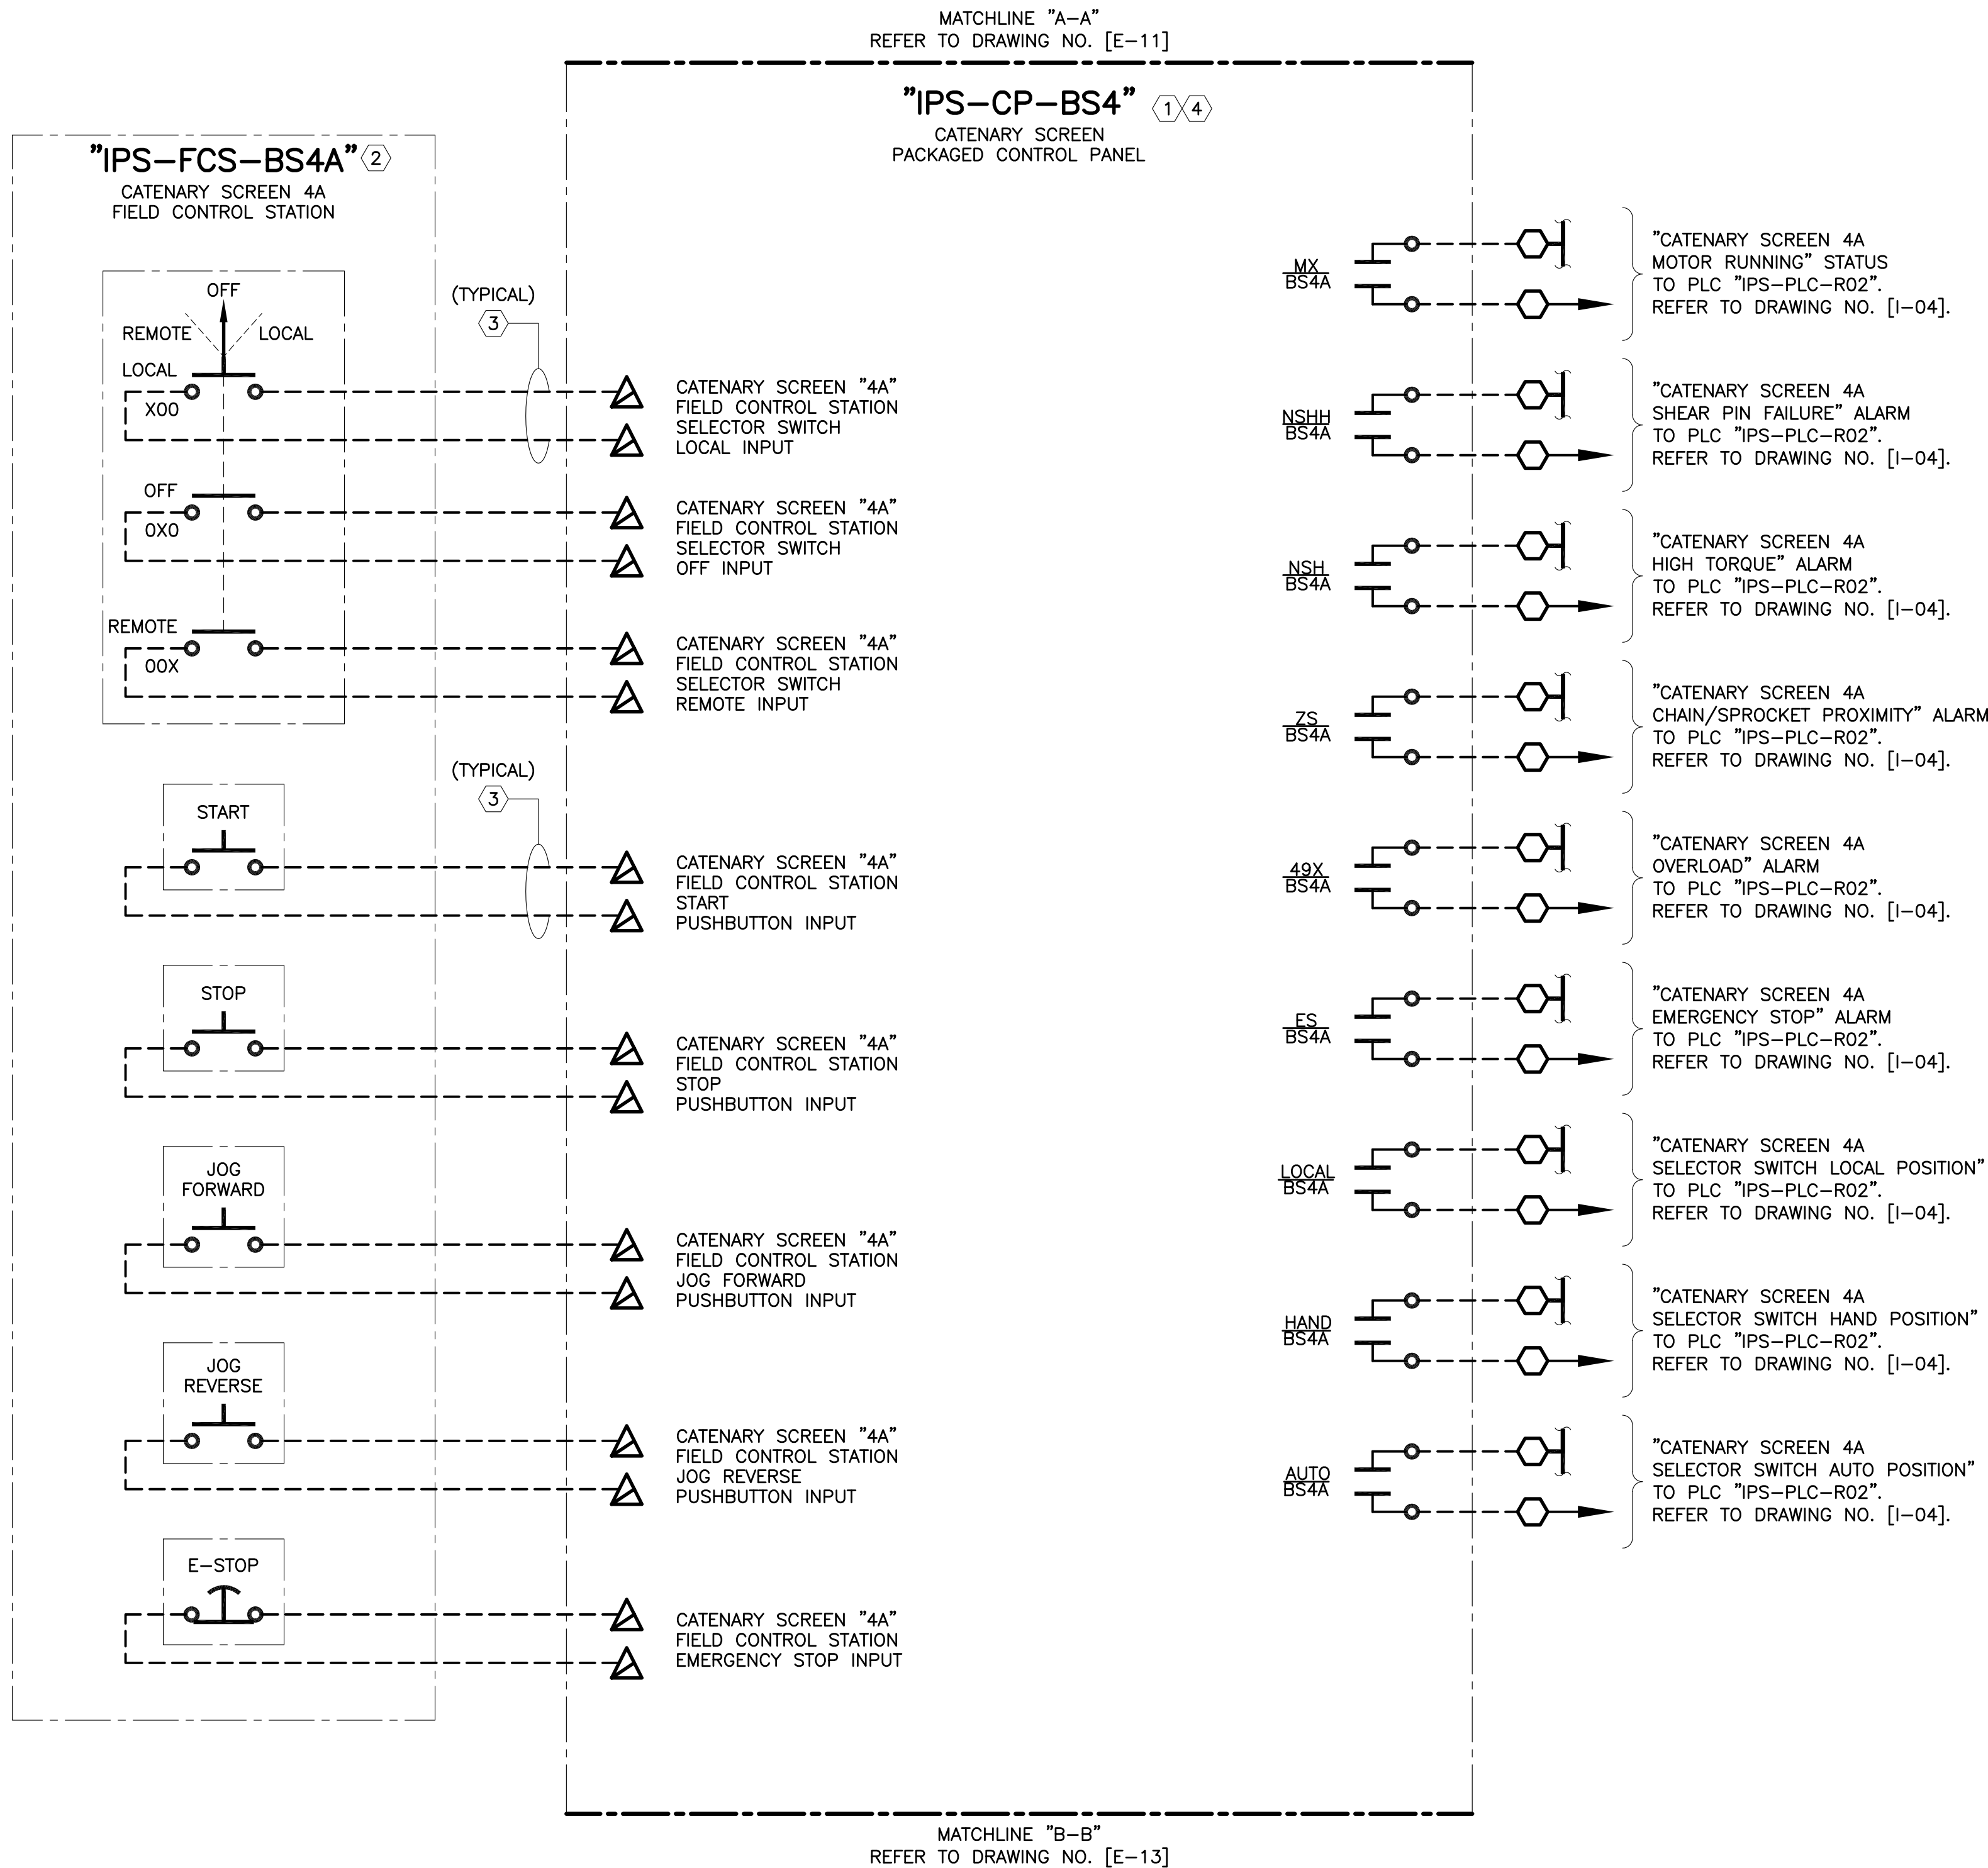 MATCHLINE "A-A"
REFER TO DRAWING NO. [E-11]
"IPS-CP-BS4" 1 4
CATENARY SCREEN
PACKAGED CONTROL PANEL
"IPS-FCS-BS4A" 2
CATENARY SCREEN 4A
FIELD CONTROL STATION
OFF
REMOTE LOCAL
LOCAL
X00
OFF
0X0
REMOTE
00X
START
STOP
JOG
FORWARD
JOG
REVERSE
E-STOP
(TYPICAL)
3
(TYPICAL)
3
CATENARY SCREEN "4A"
FIELD CONTROL STATION
SELECTOR SWITCH
LOCAL INPUT
CATENARY SCREEN "4A"
FIELD CONTROL STATION
SELECTOR SWITCH
OFF INPUT
CATENARY SCREEN "4A"
FIELD CONTROL STATION
SELECTOR SWITCH
REMOTE INPUT
CATENARY SCREEN "4A"
FIELD CONTROL STATION
START
PUSHBUTTON INPUT
CATENARY SCREEN "4A"
FIELD CONTROL STATION
STOP
PUSHBUTTON INPUT
CATENARY SCREEN "4A"
FIELD CONTROL STATION
JOG FORWARD
PUSHBUTTON INPUT
CATENARY SCREEN "4A"
FIELD CONTROL STATION
JOG REVERSE
PUSHBUTTON INPUT
CATENARY SCREEN "4A"
FIELD CONTROL STATION
EMERGENCY STOP INPUT
MX
BS4A
"CATENARY SCREEN 4A
MOTOR RUNNING" STATUS
TO PLC "IPS-PLC-R02".
REFER TO DRAWING NO. [I-04].
NSHH
BS4A
"CATENARY SCREEN 4A
SHEAR PIN FAILURE" ALARM
TO PLC "IPS-PLC-R02".
REFER TO DRAWING NO. [I-04].
NSH
BS4A
"CATENARY SCREEN 4A
HIGH TORQUE" ALARM
TO PLC "IPS-PLC-R02".
REFER TO DRAWING NO. [I-04].
ZS
BS4A
"CATENARY SCREEN 4A
CHAIN/SPROCKET PROXIMITY" ALARM
TO PLC "IPS-PLC-R02".
REFER TO DRAWING NO. [I-04].
49X
BS4A
"CATENARY SCREEN 4A
OVERLOAD" ALARM
TO PLC "IPS-PLC-R02".
REFER TO DRAWING NO. [I-04].
ES
BS4A
"CATENARY SCREEN 4A
EMERGENCY STOP" ALARM
TO PLC "IPS-PLC-R02".
REFER TO DRAWING NO. [I-04].
LOCAL
BS4A
"CATENARY SCREEN 4A
SELECTOR SWITCH LOCAL POSITION"
TO PLC "IPS-PLC-R02".
REFER TO DRAWING NO. [I-04].
HAND
BS4A
"CATENARY SCREEN 4A
SELECTOR SWITCH HAND POSITION"
TO PLC "IPS-PLC-R02".
REFER TO DRAWING NO. [I-04].
AUTO
BS4A
"CATENARY SCREEN 4A
SELECTOR SWITCH AUTO POSITION"
TO PLC "IPS-PLC-R02".
REFER TO DRAWING NO. [I-04].
MATCHLINE "B-B"
REFER TO DRAWING NO. [E-13]